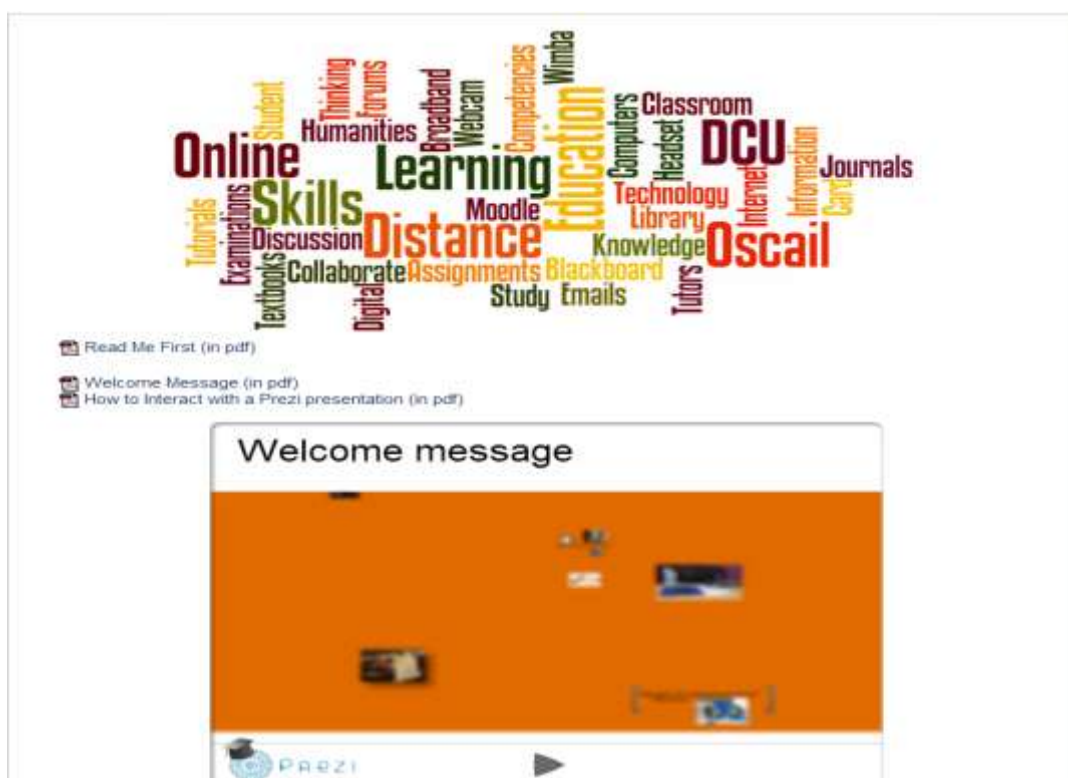 Student
Thinking
Forums
Broadband
Webcam
Competencies
Wimba
Humanities
Education
Computers
Classroom
Headset
DCU
Online
Learning
Technology
Internet
Information
Card
Journals
Skills
Moodle
Library
Tutorials
Examinations
Discussion
Distance
Knowledge
Oscail
Textbooks
Collaborate
Assignments
Blackboard
Digital
Study
Emails
Tutors
Read Me First (in pdf)
Welcome Message (in pdf)
How to Interact with a Prezi presentation (in pdf)
Welcome message
PREZI